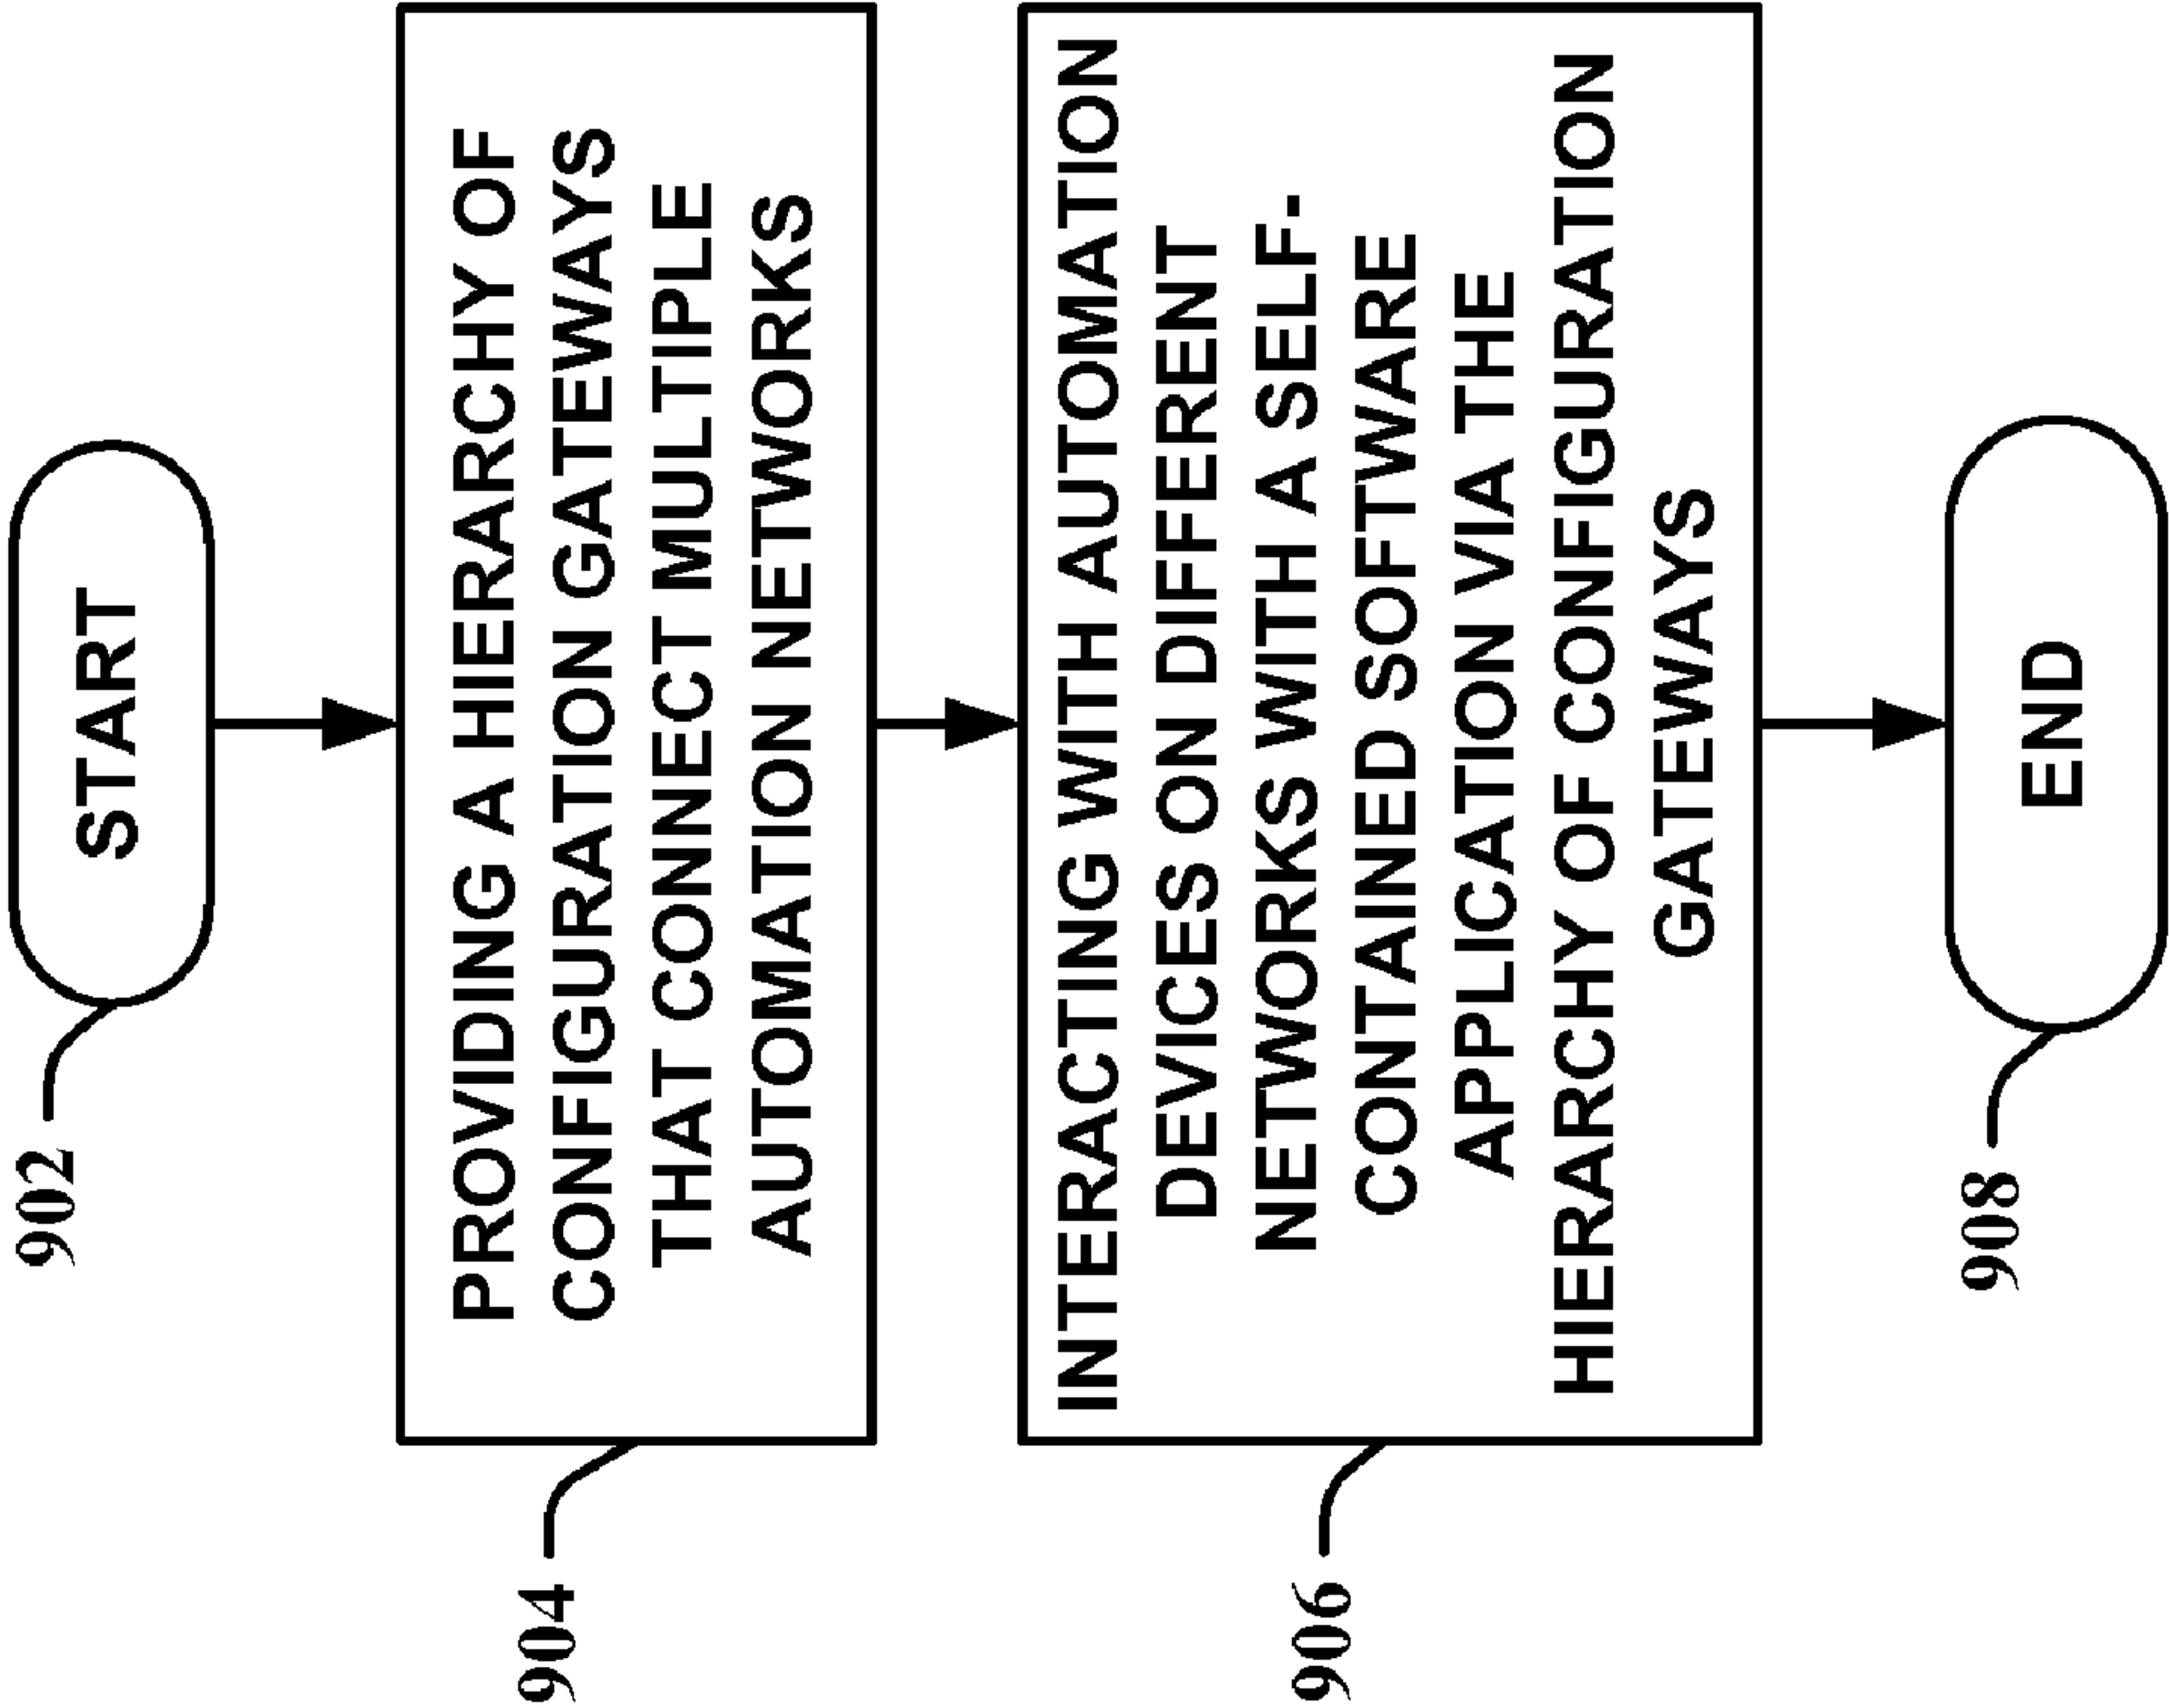 902
START
904
PROVIDING A HIERARCHY OF
CONFIGURATION GATEWAYS
THAT CONNECT MULTIPLE
AUTOMATION NETWORKS
906
INTERACTING WITH AUTOMATION
DEVICES ON DIFFERENT
NETWORKS WITH A SELF-
CONTAINED SOFTWARE
APPLICATION VIA THE
HIERARCHY OF CONFIGURATION
GATEWAYS
908
END